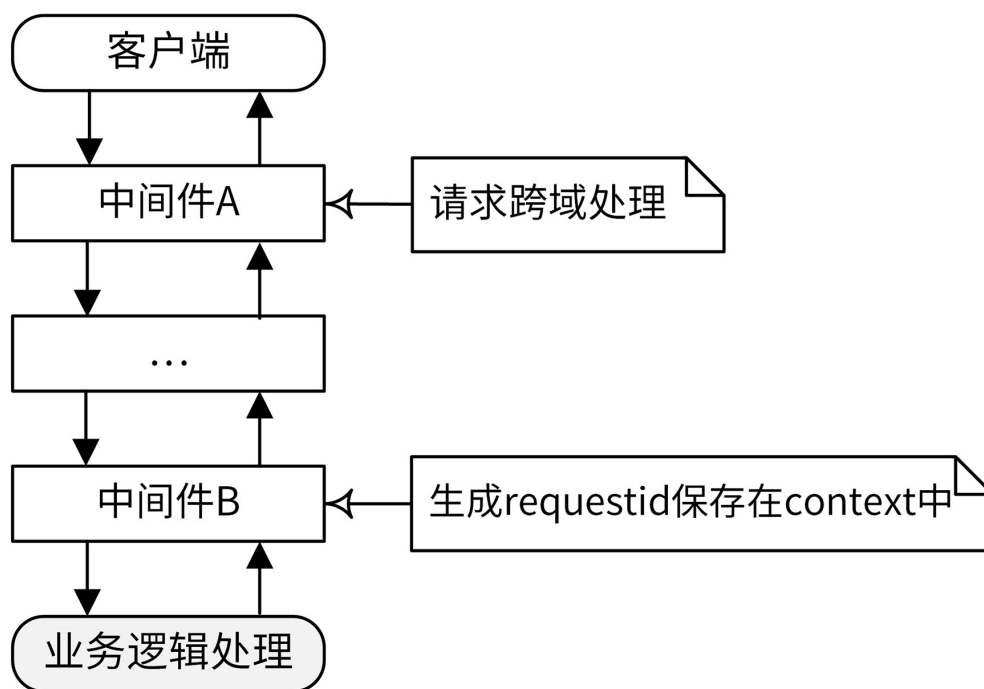 客户端
中间件A
请求跨域处理
...
中间件B
生成requestid保存在context中
业务逻辑处理